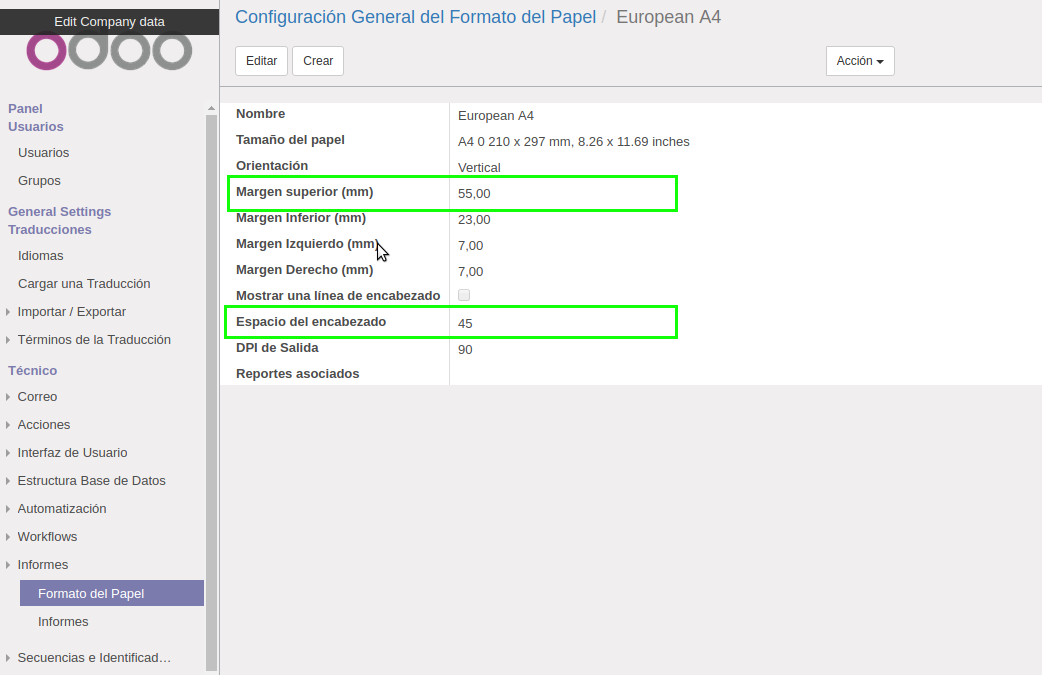 Edit Company data
odoo
Panel
Usuarios
Usuarios
Grupos
General Settings
Traducciones
Idiomas
Cargar una Traducción
Importar / Exportar
Términos de la Traducción
Técnico
Correo
Acciones
Interfaz de Usuario
Estructura Base de Datos
Automatización
Workflows
Informes
Formato del Papel
Informes
Secuencias e Identificad…
Configuración General del Formato del Papel / European A4
Editar Crear Acción
Nombre European A4
Tamaño del papel A4 0 210 x 297 mm, 8.26 x 11.69 inches
Orientación Vertical
Margen superior (mm) 55,00
Margen Inferior (mm) 23,00
Margen Izquierdo (mm) 7,00
Margen Derecho (mm) 7,00
Mostrar una línea de encabezado
Espacio del encabezado 45
DPI de Salida 90
Reportes asociados